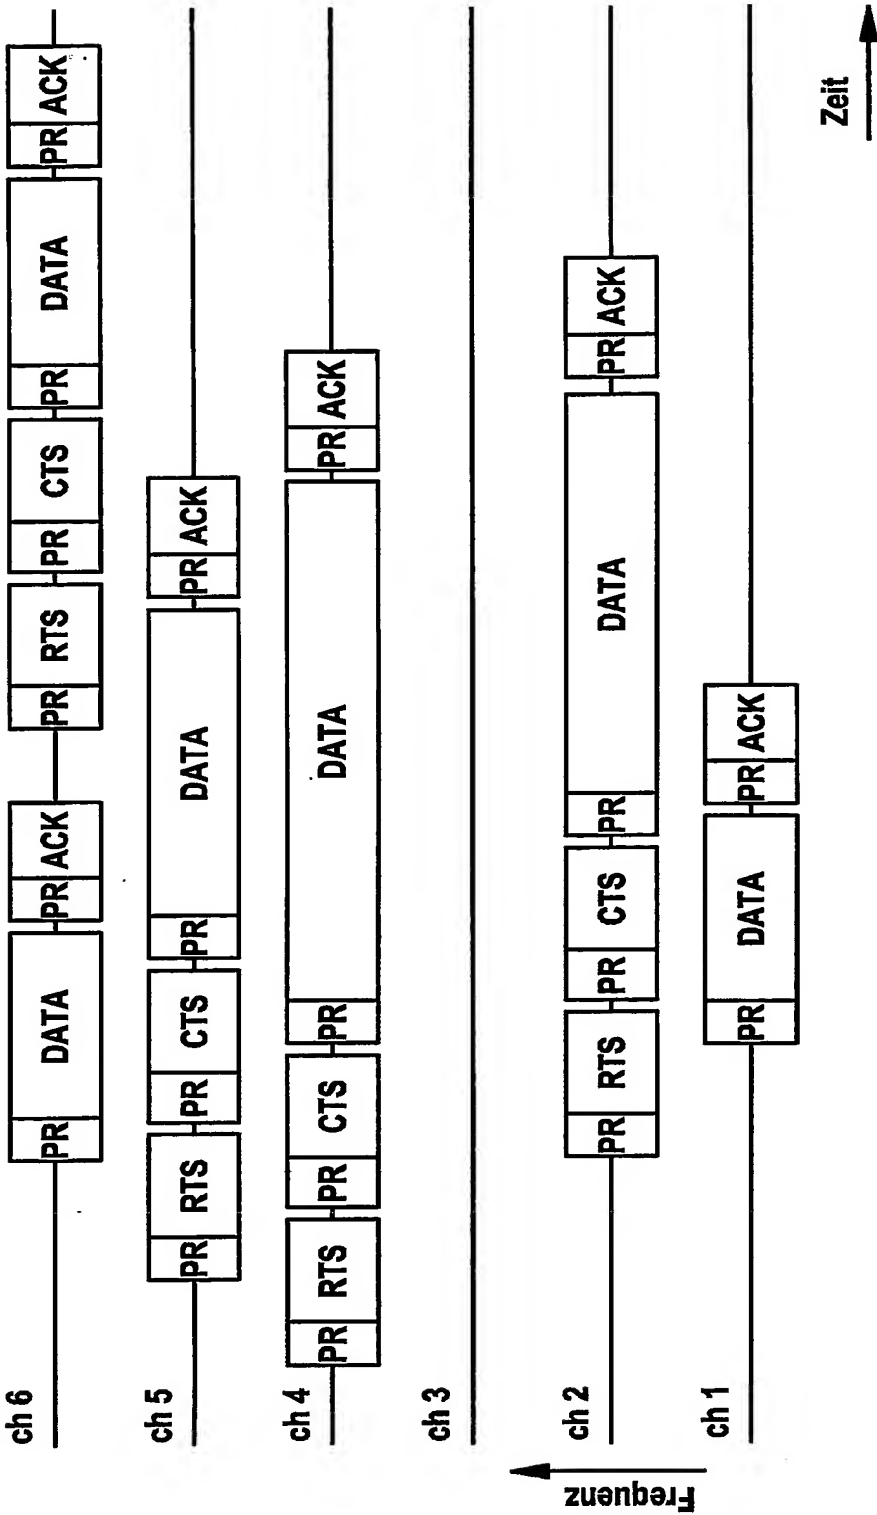 ch 6
PR DATA PR ACK PR RTS PR CTS PR DATA PR ACK
ch 5
PR RTS PR CTS PR DATA PR ACK
ch 4
PR RTS PR CTS PR DATA PR ACK
ch 3
ch 2
PR RTS PR CTS PR DATA PR ACK
ch 1
PR DATA PR ACK
Frequenz
Zeit